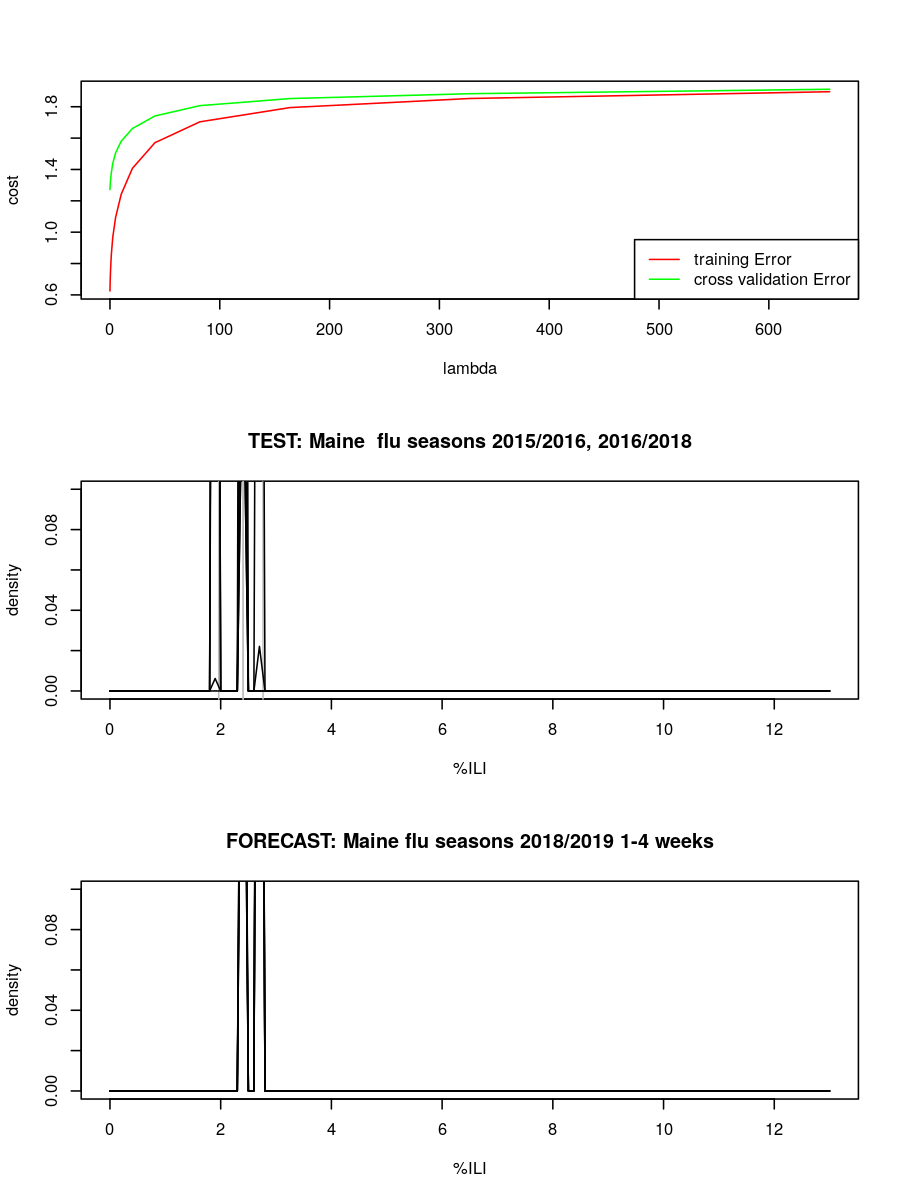 1.8
1.4
1.0
0.6
cost
training Error
cross validation Error
0 100 200 300 400 500 600
lambda
TEST: Maine  flu seasons 2015/2016, 2016/2018
0.08
0.04
0.00
density
0 2 4 6 8 10 12
%ILI
FORECAST: Maine flu seasons 2018/2019 1-4 weeks
0.08
0.04
0.00
density
0 2 4 6 8 10 12
%ILI